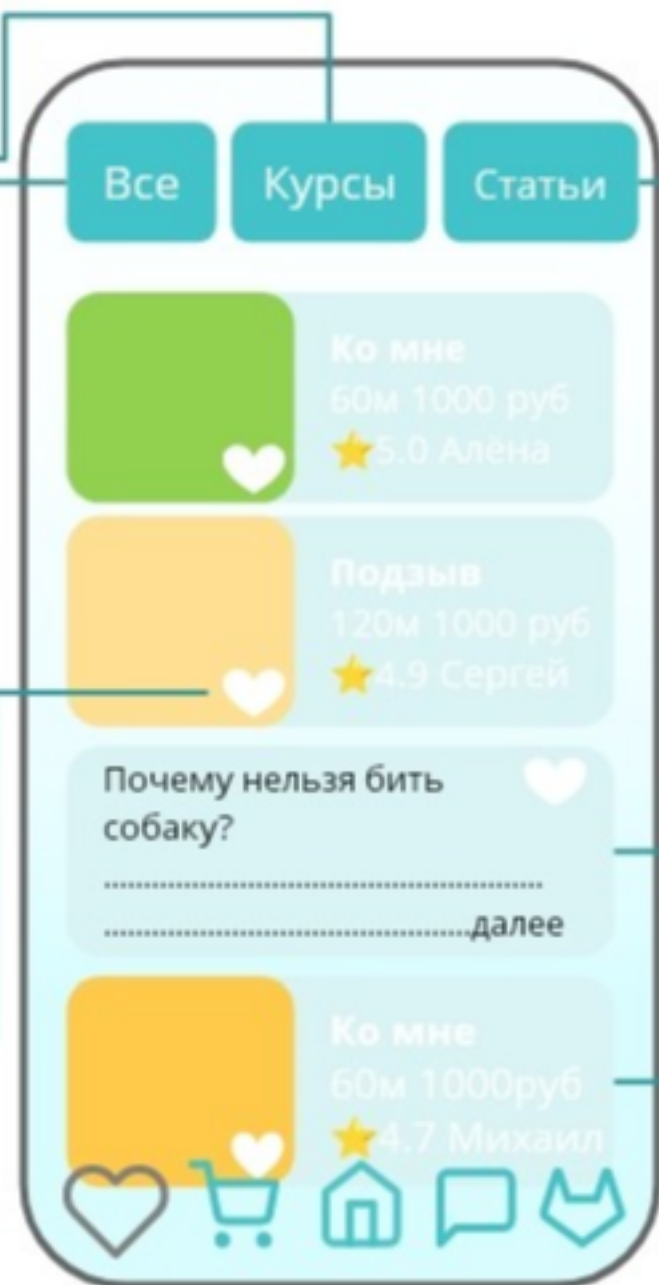 Все Курсы Статьи
Ко мне
60м 1000 руб
5.0 Алёна
Подзыв
120м 1000 руб
4.9 Сергей
Почему нельзя бить
собаку?
..............................................................
....................................................далее
Ко мне
60м 1000руб
4.7 Михаил